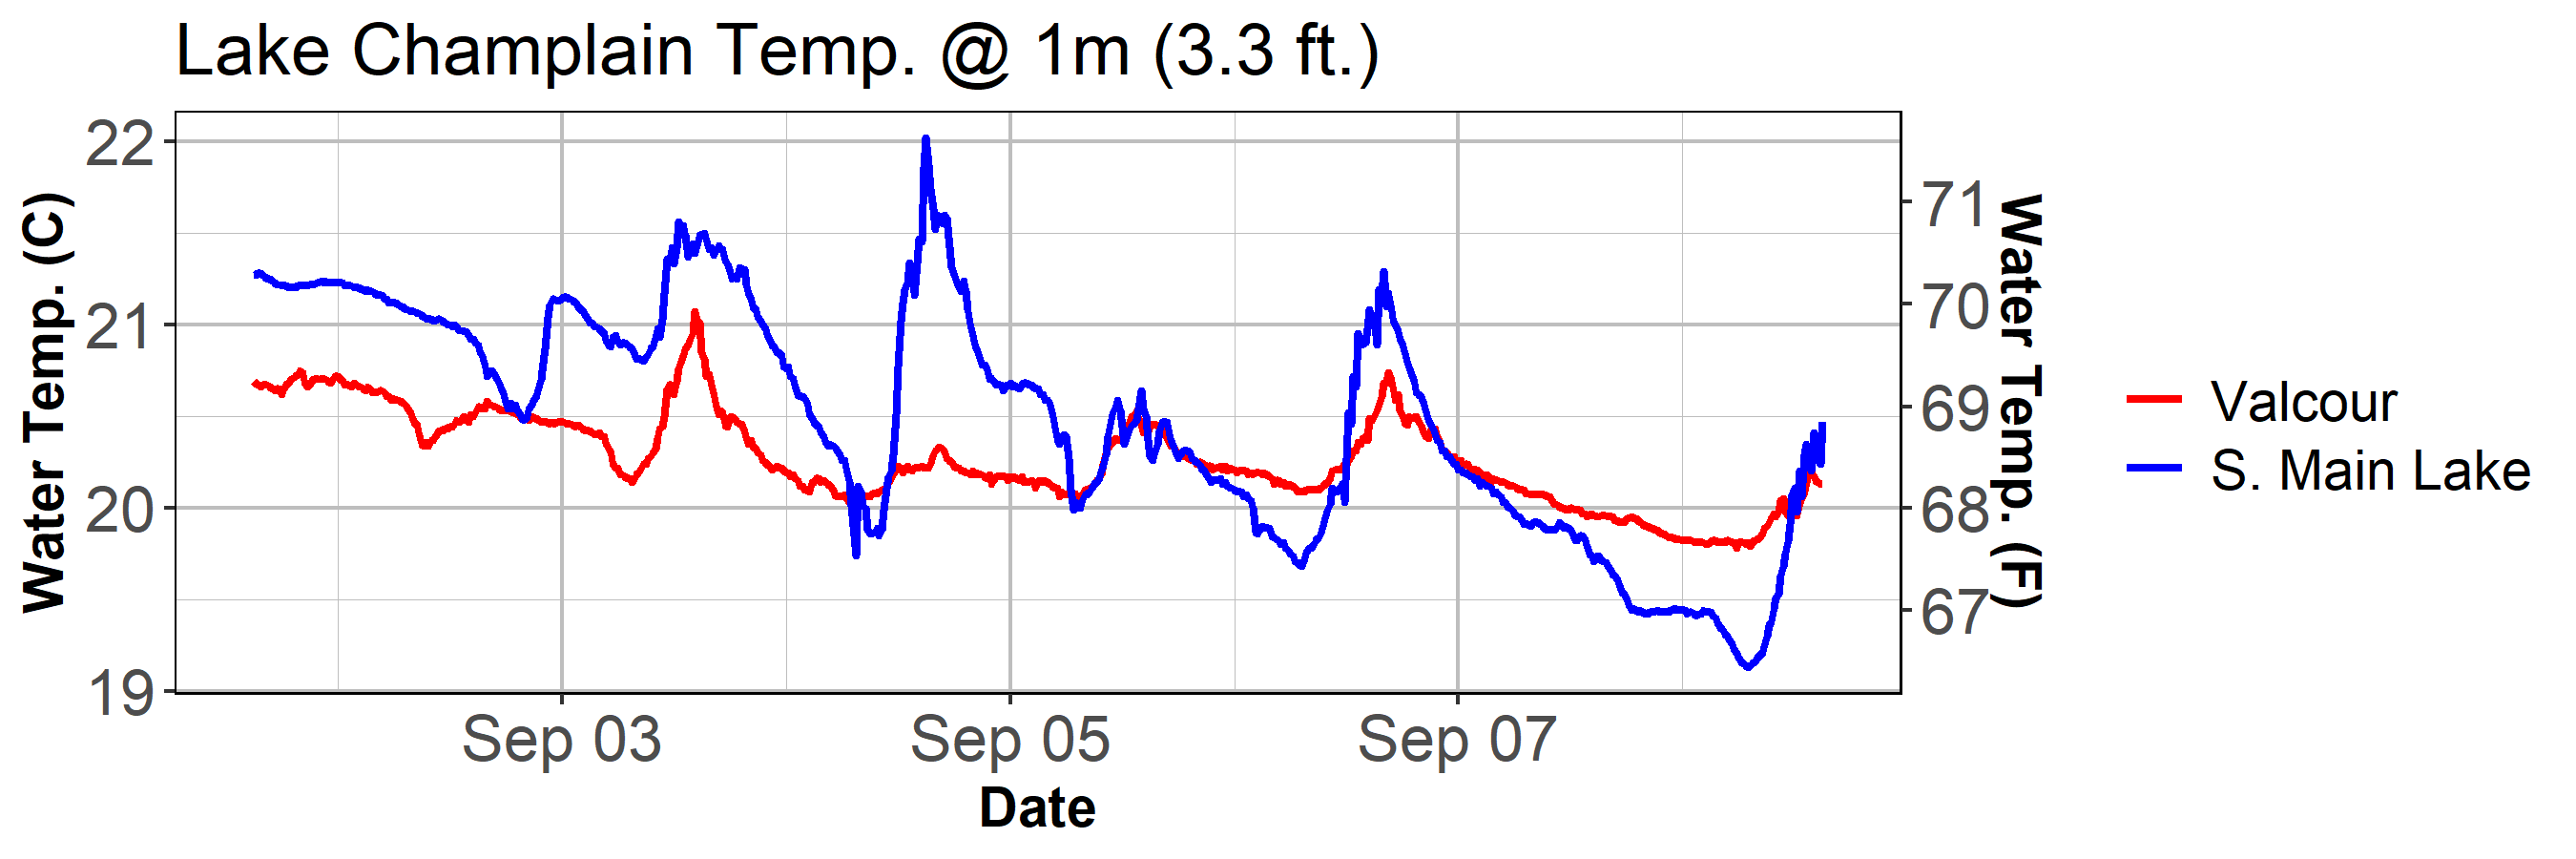 Lake Champlain Temp. @ 1m (3.3 ft.)
Water Temp. (C)
22
21
20
19
Sep 03
Sep 05
Sep 07
Date
71
70
69
68
67
Water Temp. (F)
Valcour
S. Main Lake